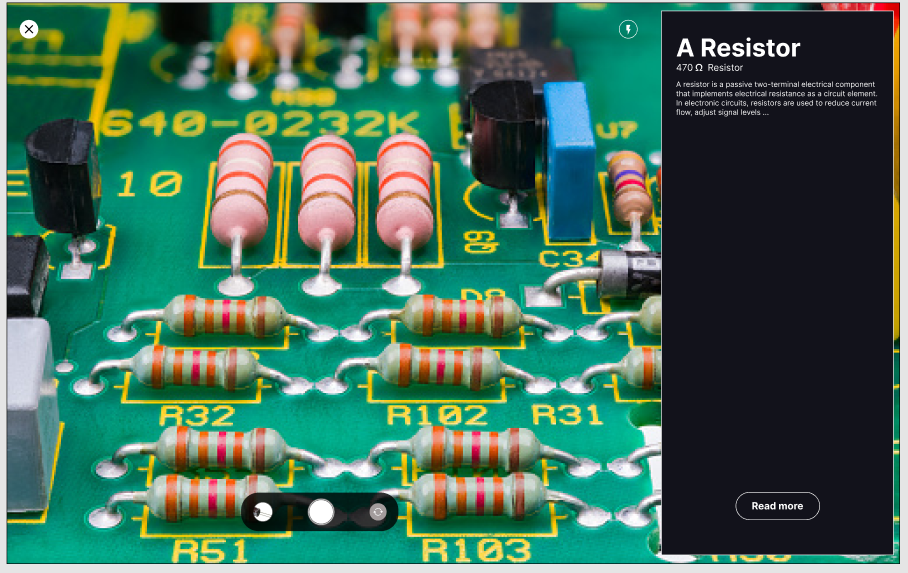 A Resistor
470 Ω Resistor
A resistor is a passive two-terminal electrical component
that implements electrical resistance as a circuit element.
In electronic circuits, resistors are used to reduce current
flow, adjust signal levels ...
640-0232K
U7
10
Q9
C34
R32
R102
R31
R51
R103
Read more